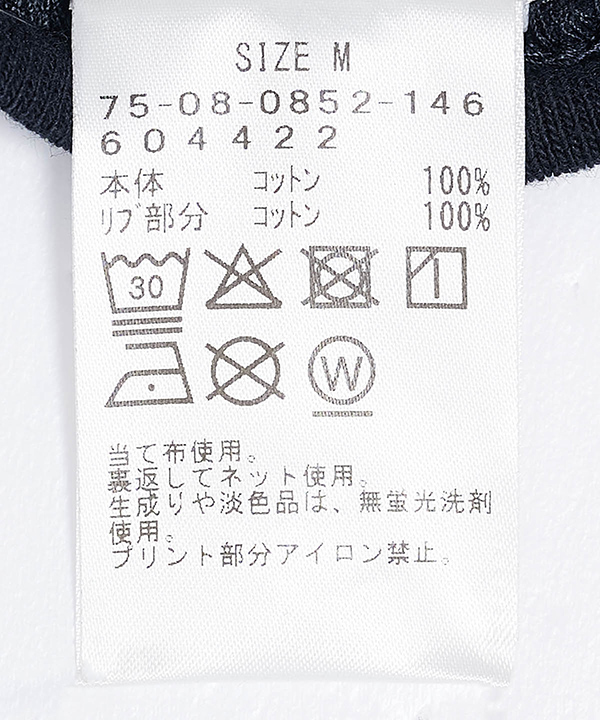 SIZE M
75-08-0852-146
604422
本体 コットン 100%
リブ部分 コットン 100%
30
W
当て布使用。
裏返してネット使用。
生成りや淡色品は、無蛍光洗剤
使用。
プリント部分アイロン禁止。